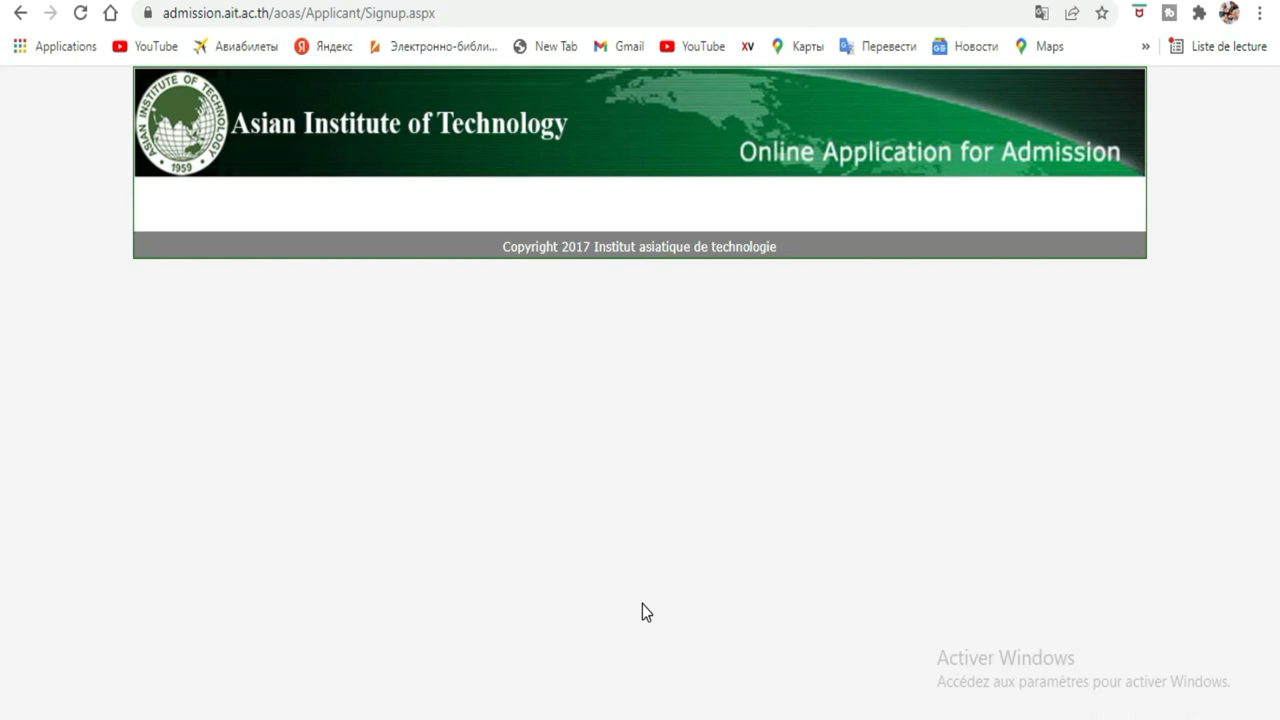 admission.ait.ac.th/aoas/Applicant/Signup.aspx
Applications YouTube Авиабилеты Яндекс Электронно-библи... New Tab Gmail YouTube XV Карты Перевести Новости Maps » Liste de lecture
ASIAN INSTITUTE OF TECHNOLOGY
1959
Asian Institute of Technology
Online Application for Admission
Copyright 2017 Institut asiatique de technologie
Activer Windows
Accédez aux paramètres pour activer Windows.